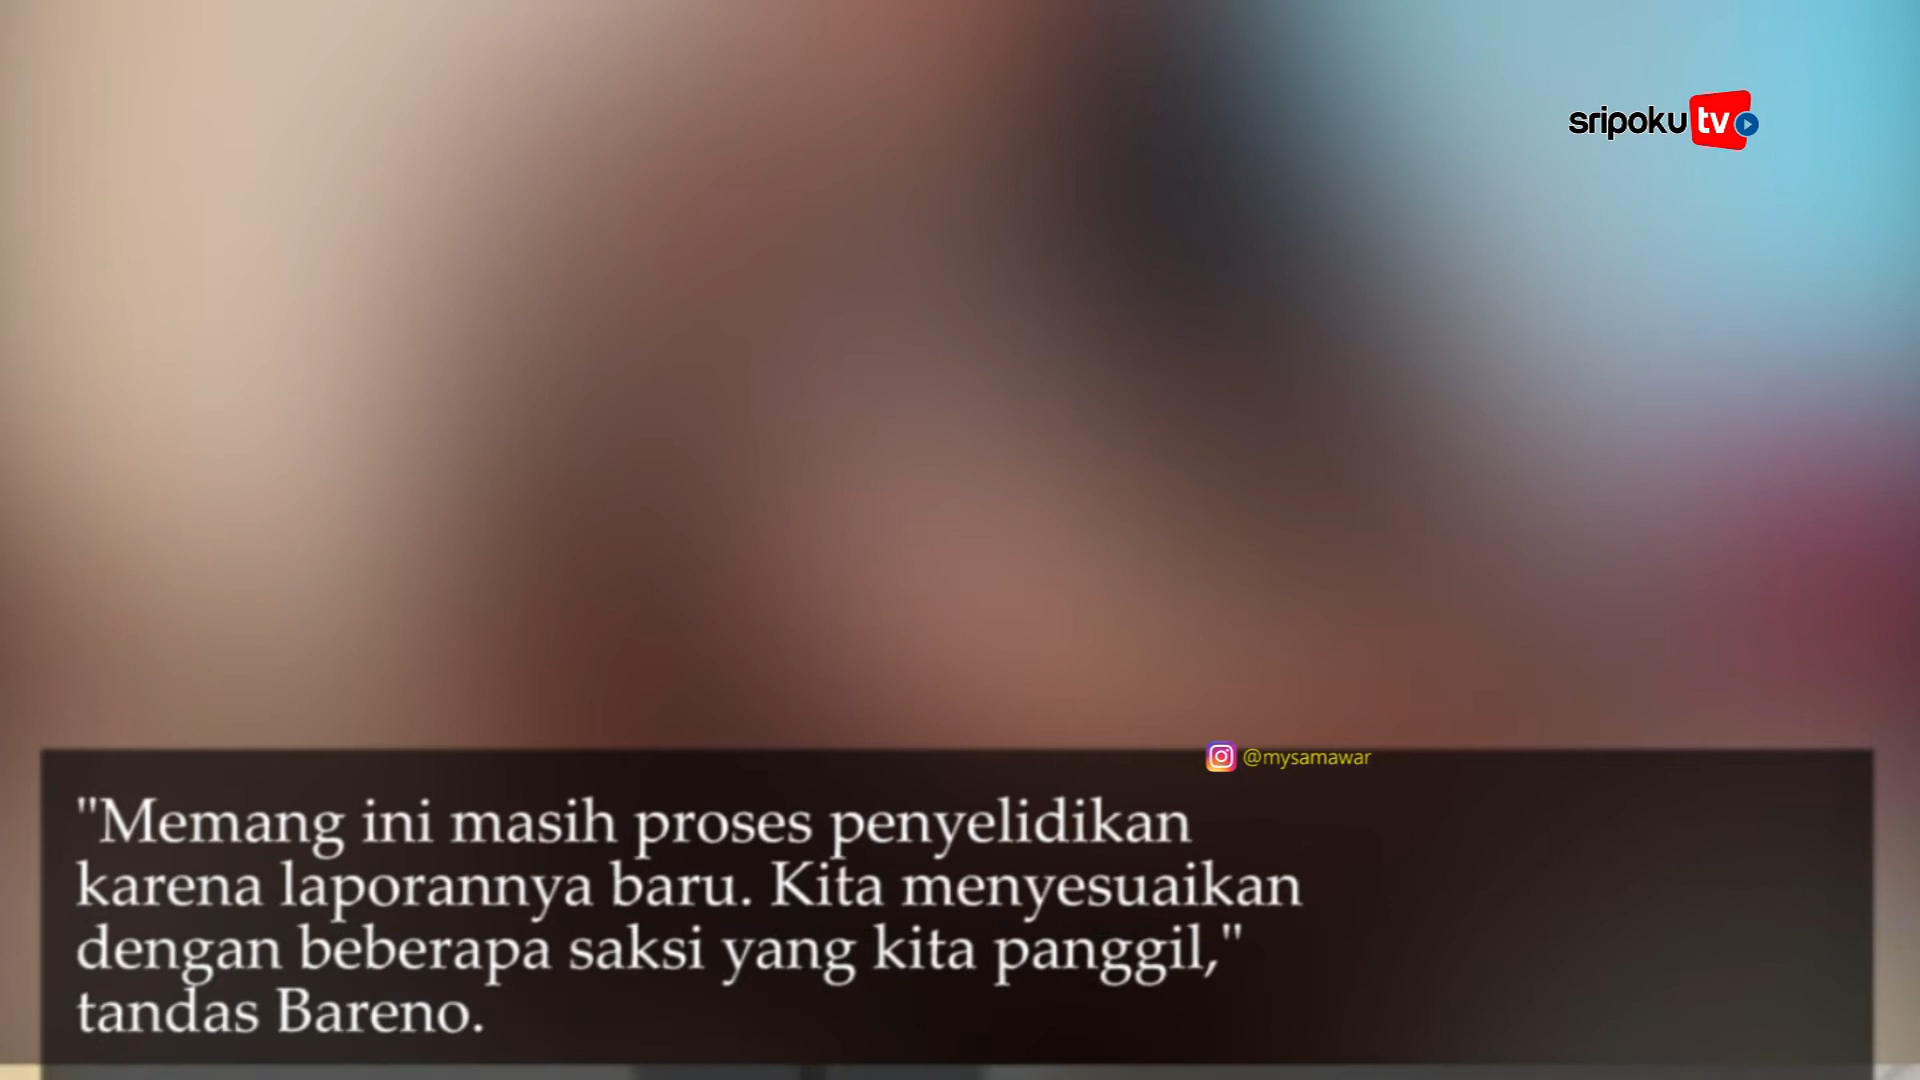 sripoku tv
@mysamawar
"Memang ini masih proses penyelidikan
karena laporannya baru. Kita menyesuaikan
dengan beberapa saksi yang kita panggil,"
tandas Bareno.